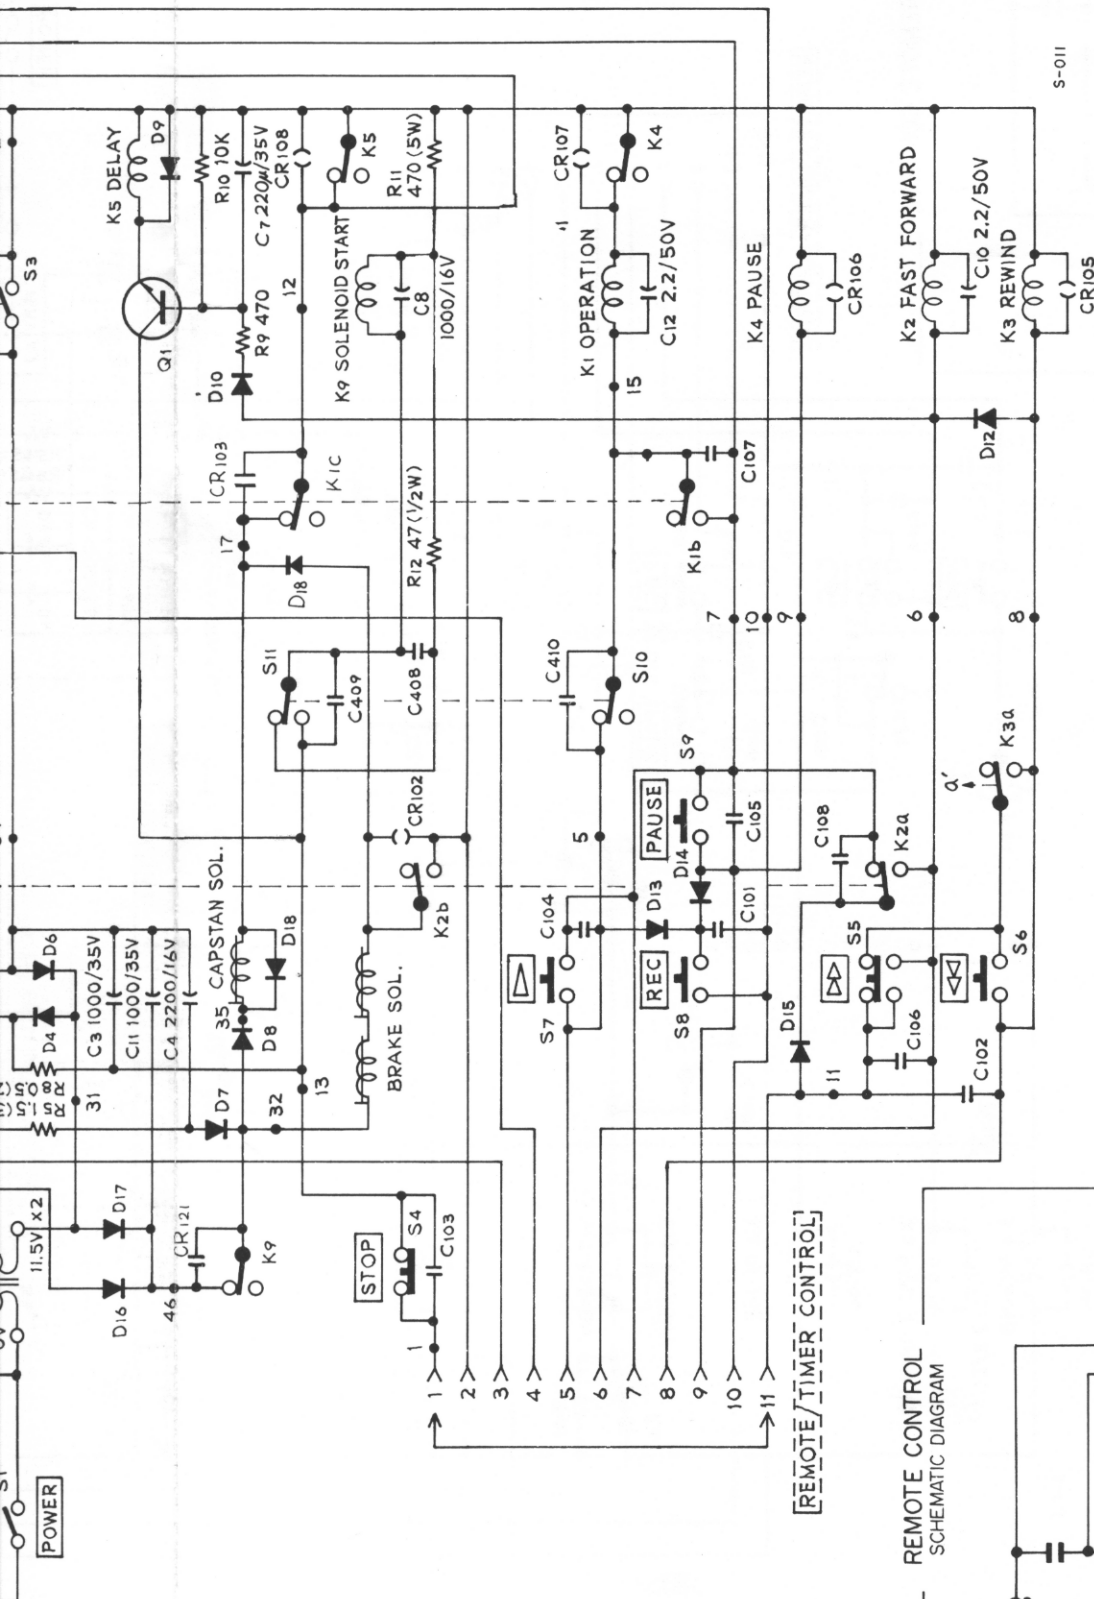 S-011
S3
K5 DELAY
D9
R10 10K
C7 220µ/35V
CR108
K5
R11
470 (5W)
CR107
K4
Q1
R9 470
D10
12
K9 SOLENOID START
C8
1000/16V
K1 OPERATION
C12 2.2/50V
15
K4 PAUSE
CR106
K2 FAST FORWARD
C10 2.2/50V
K3 REWIND
CR105
D12
CR103
K1C
17
D18
R12 47 (1/2W)
C107
K1b
7
10
9
6
8
S11
C409
C408
C410
S10
CR102
K2b
5
S9
PAUSE
D14
C105
C108
K2a
a'
K3a
D6
D4
C3 1000/35V
C11 1000/35V
C4 2200/16V
CAPSTAN SOL.
35
D18
D8
BRAKE SOL.
C104
S7
D13
REC
S8
C101
D15
S5
C106
11
S6
C102
31
D7
32
13
11.5V X2
D17
D16
46
CR121
K9
STOP
S4
C103
1
1
2
3
4
5
6
7
8
9
10
11
REMOTE/TIMER CONTROL
POWER
REMOTE CONTROL
SCHEMATIC DIAGRAM